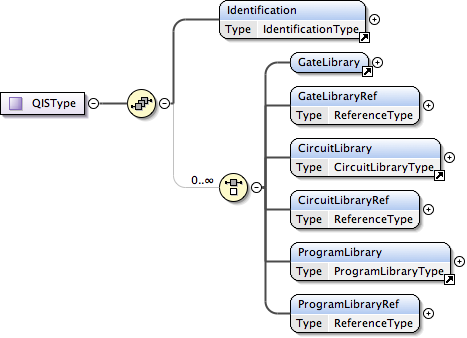 Identification
Type IdentificationType
GateLibrary
GateLibraryRef
Type ReferenceType
QISType
CircuitLibrary
Type CircuitLibraryType
0..∞
CircuitLibraryRef
Type ReferenceType
ProgramLibrary
Type ProgramLibraryType
ProgramLibraryRef
Type ReferenceType